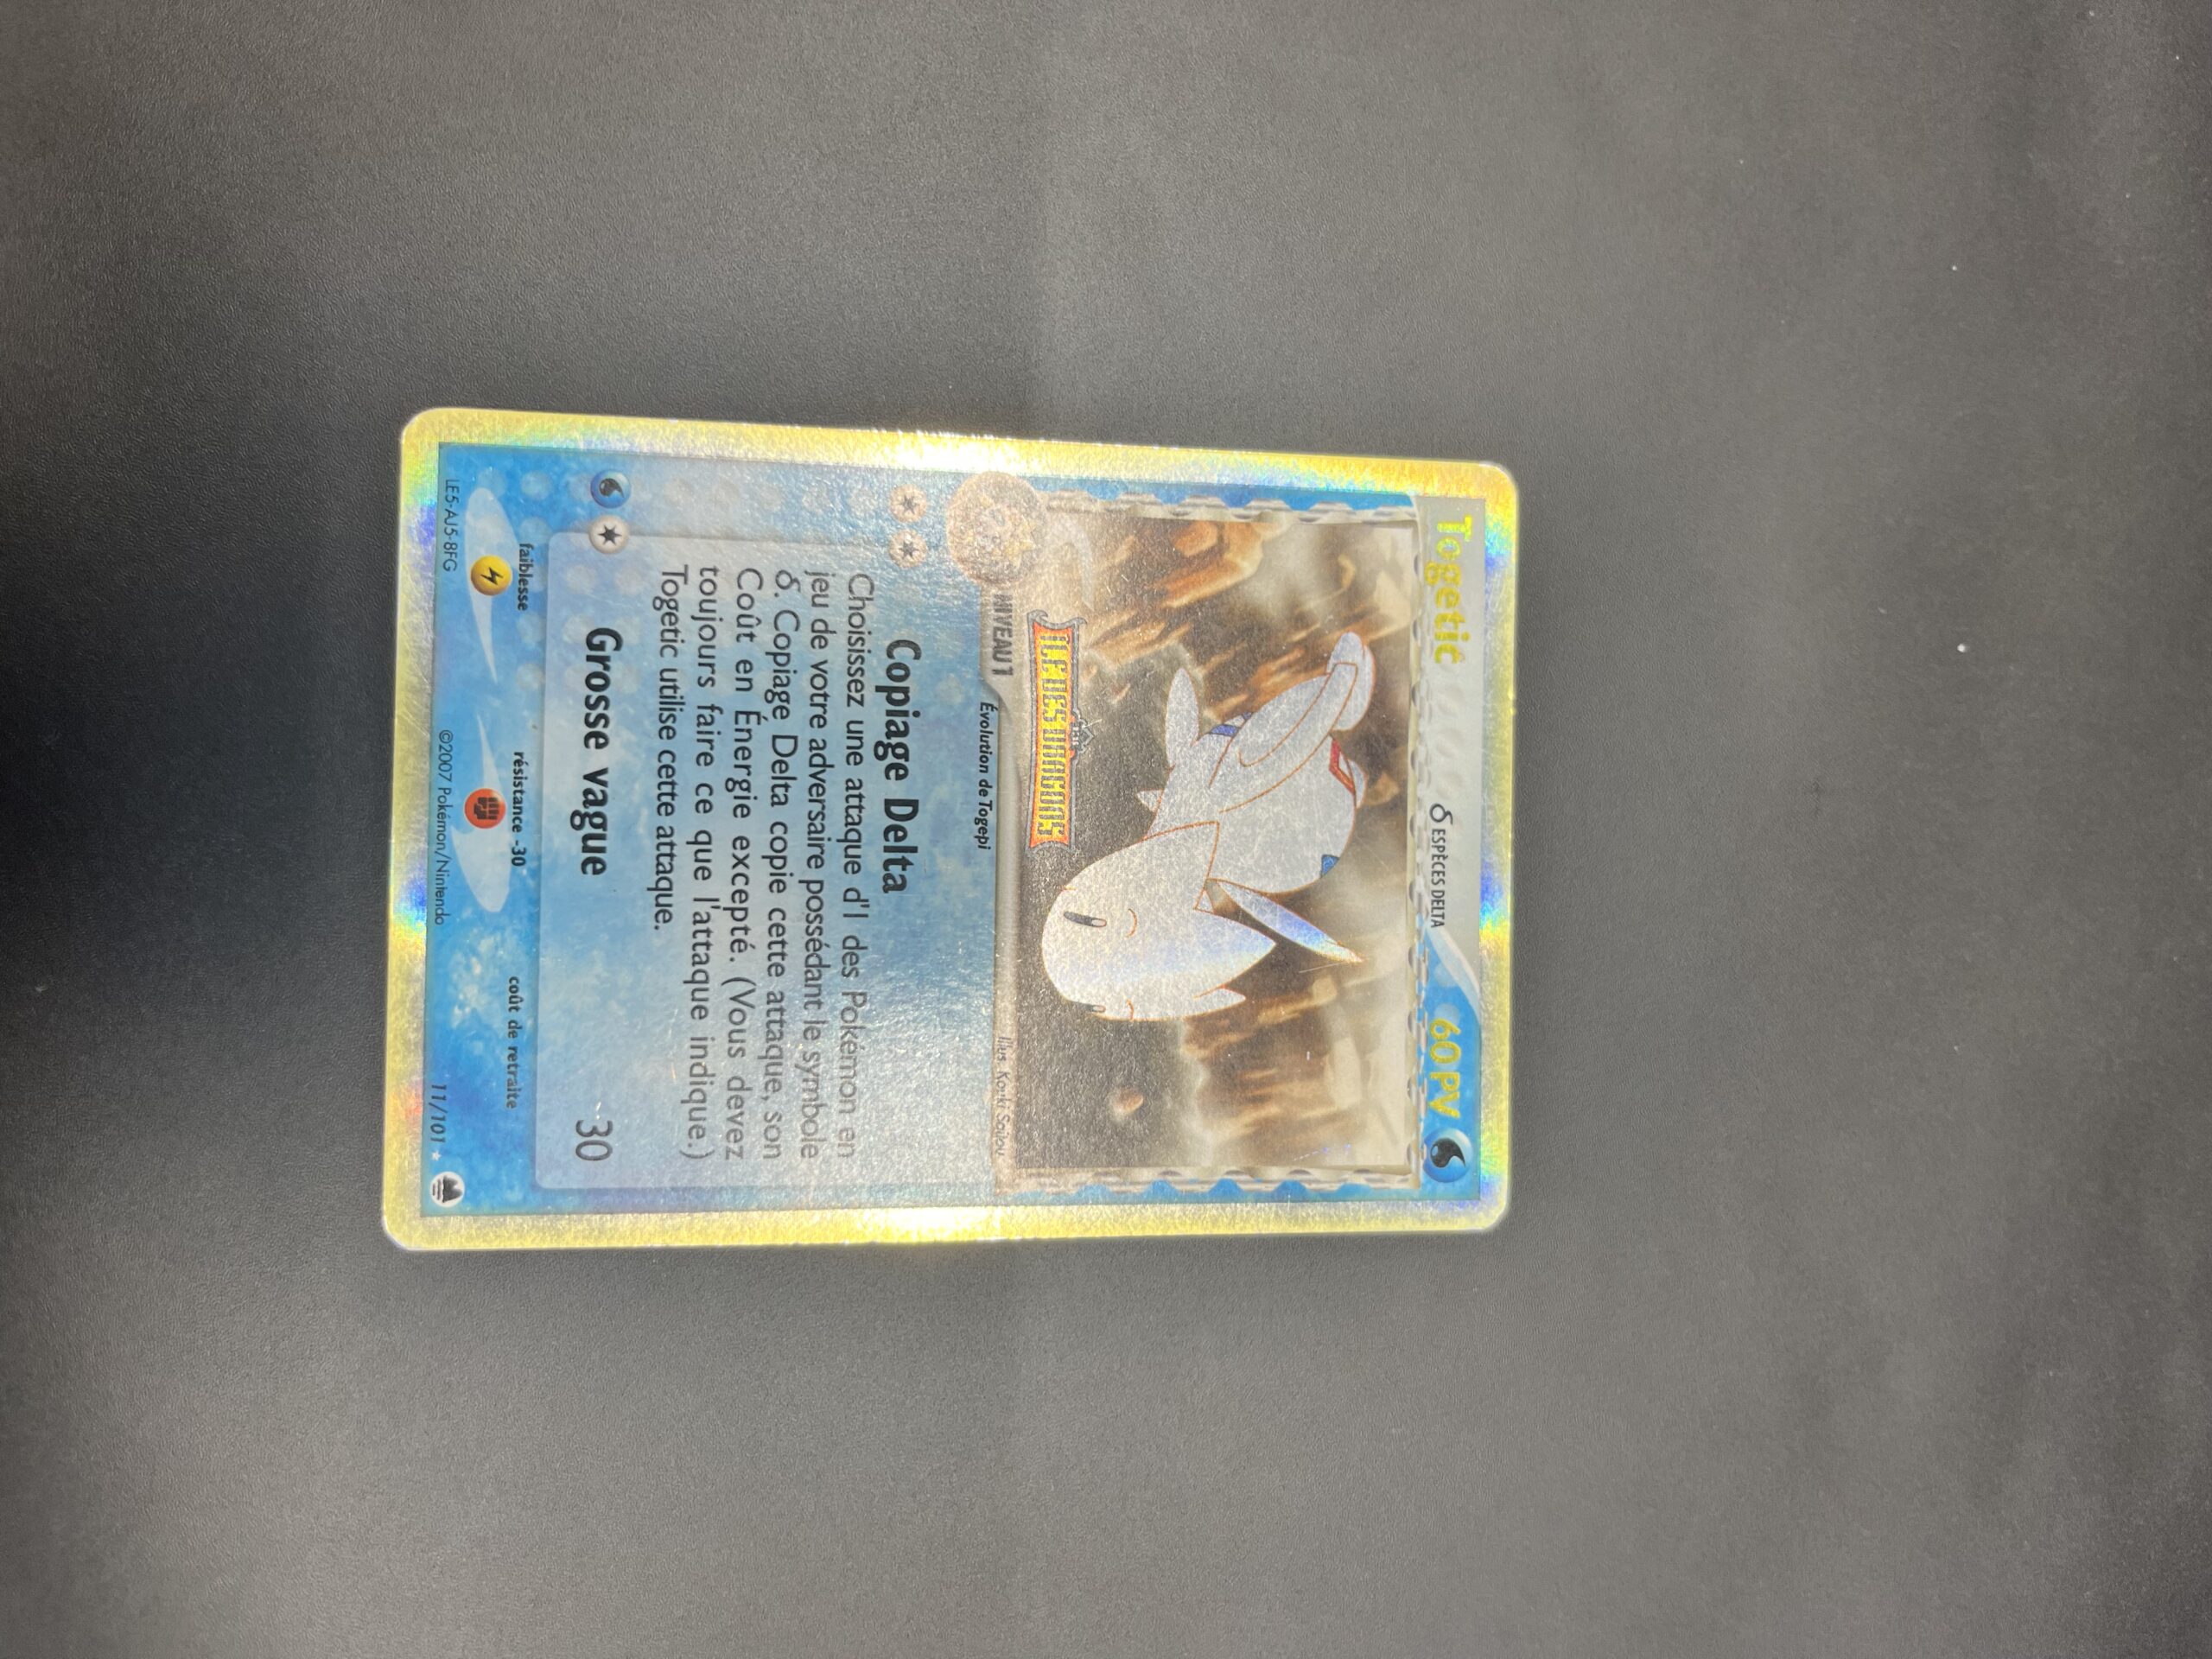 Togetic
δ ESPÈCES DELTA
60 PV
NIVEAU 1
Évolution de Togepi
Illus. Kouki Saitou
Copiage Delta
Choisissez une attaque d'1 des Pokémon en
jeu de votre adversaire possédant le symbole
δ. Copiage Delta copie cette attaque, son
Coût en Énergie excepté. (Vous devez
toujours faire ce que l'attaque indique.)
Togetic utilise cette attaque.
Grosse vague
30
faiblesse
résistance -30
coût de retraite
LE5-AJ5-8FG
©2007 Pokémon/Nintendo
11/101